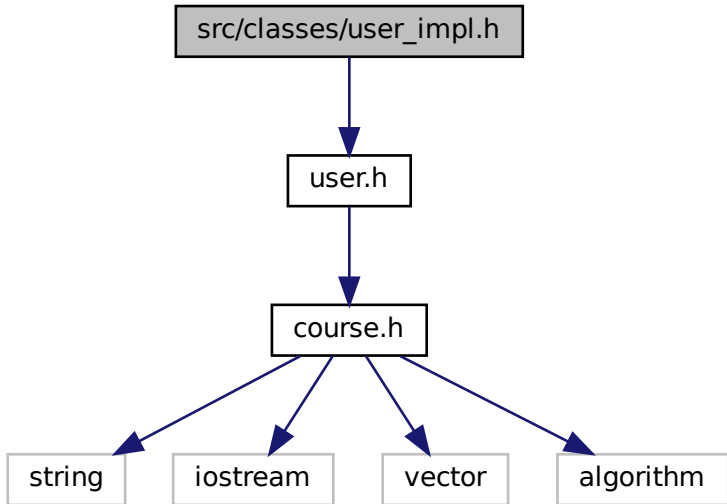 src/classes/user_impl.h
user.h
course.h
string
iostream
vector
algorithm